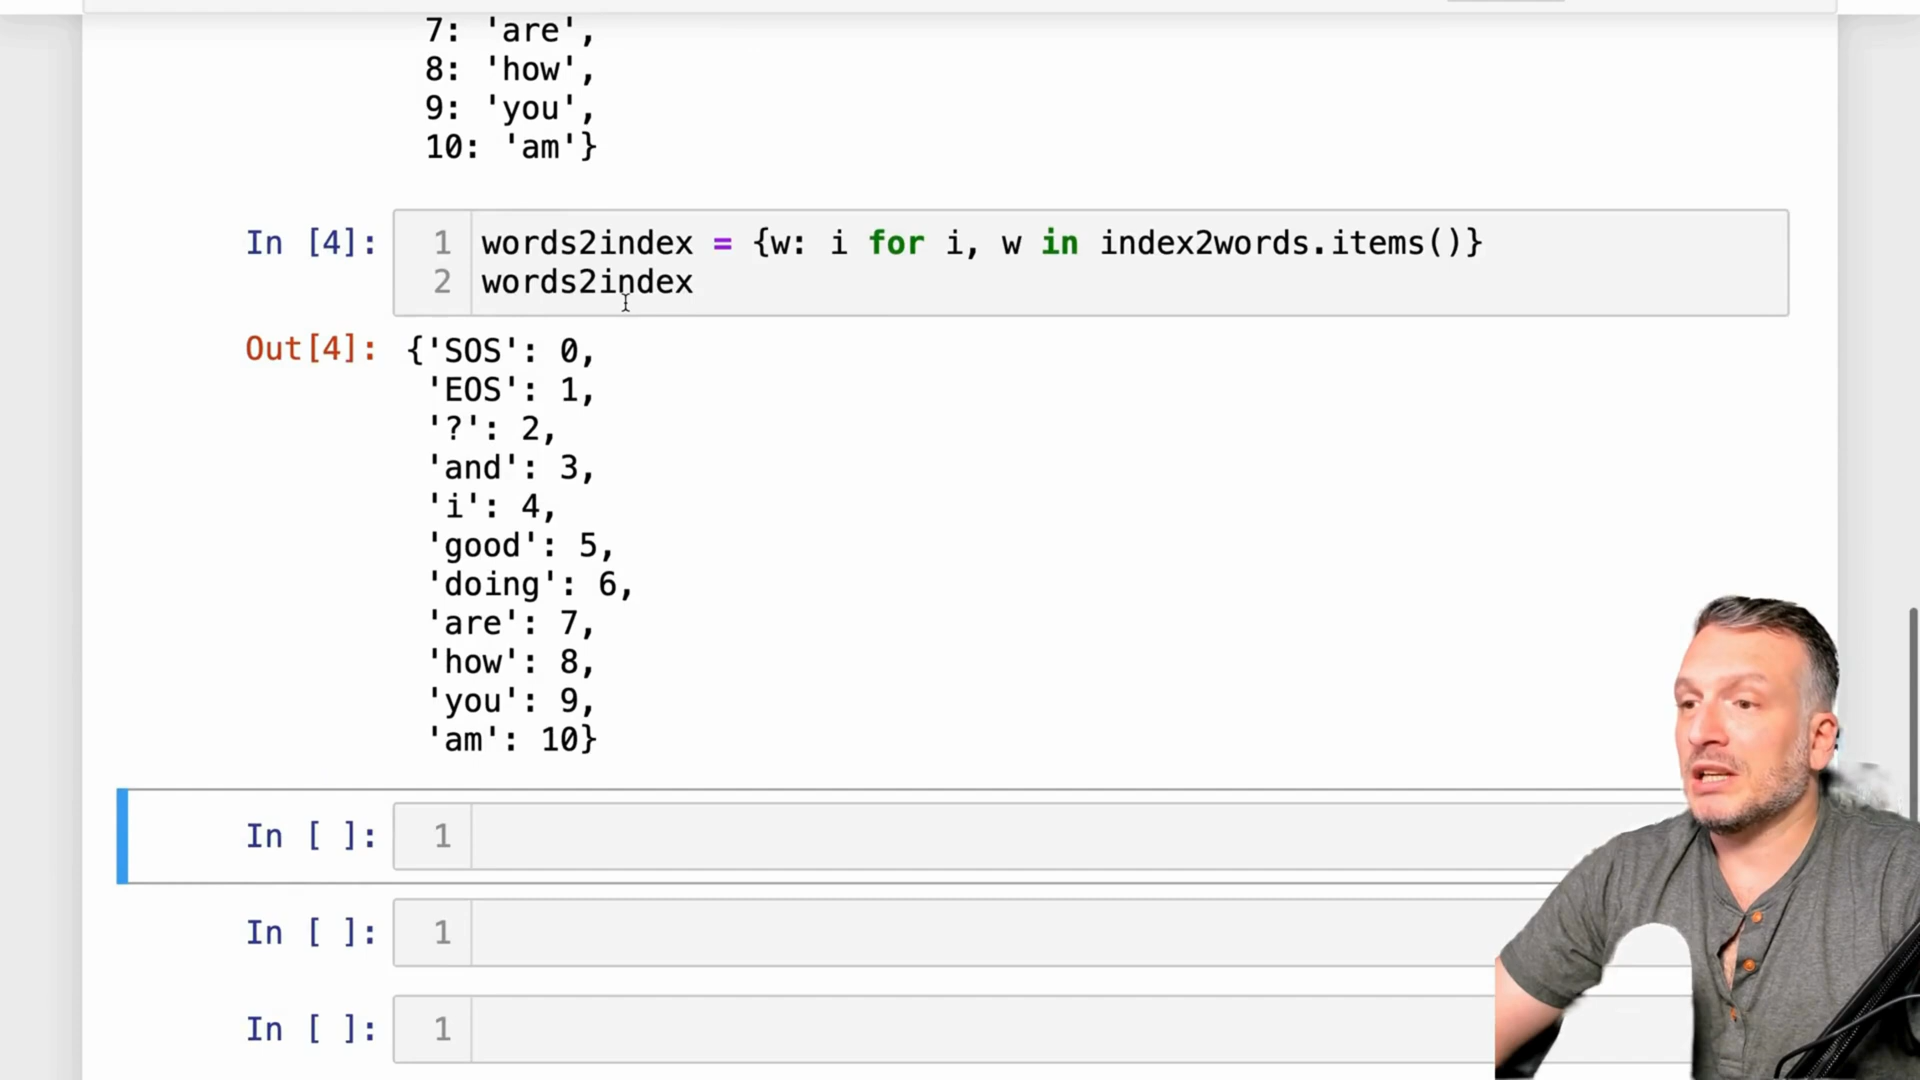 7: 'are',
8: 'how',
9: 'you',
10: 'am'}
In [4]:
1 words2index = {w: i for i, w in index2words.items()}
2 words2index
Out[4]: {'SOS': 0,
'EOS': 1,
'?': 2,
'and': 3,
'i': 4,
'good': 5,
'doing': 6,
'are': 7,
'how': 8,
'you': 9,
'am': 10}
In [ ]: 1
In [ ]: 1
In [ ]: 1